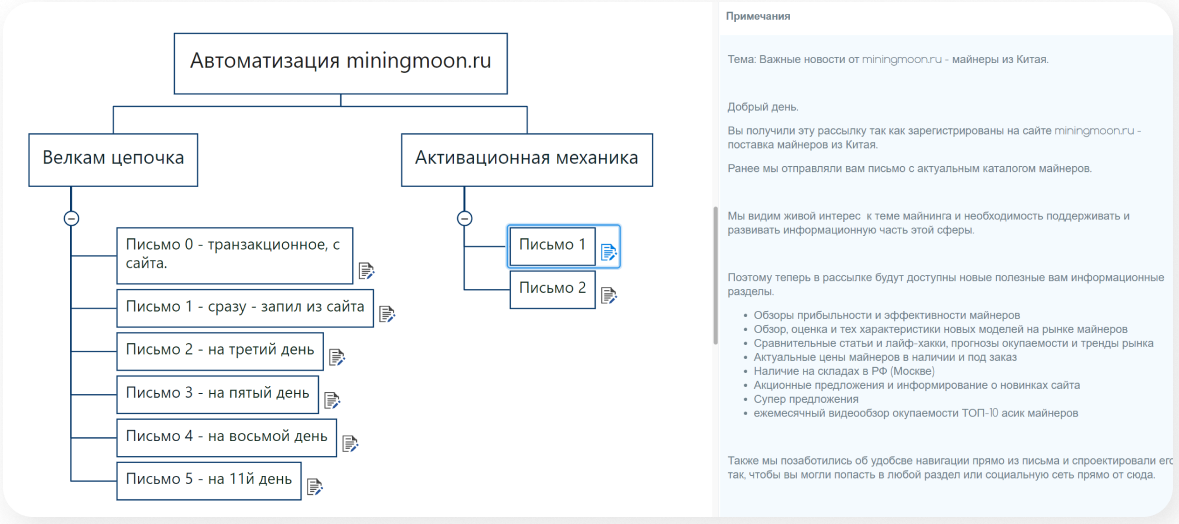 Автоматизация miningmoon.ru
Велкам цепочка
Письмо 0 - транзакционное, с
сайта.
Письмо 1 - сразу - запил из сайта
Письмо 2 - на третий день
Письмо 3 - на пятый день
Письмо 4 - на восьмой день
Письмо 5 - на 11й день
Активационная механика
Письмо 1
Письмо 2
Примечания
Тема: Важные новости от miningmoon.ru - майнеры из Китая.
Добрый день.
Вы получили эту рассылку так как зарегистрированы на сайте miningmoon.ru -
поставка майнеров из Китая.
Ранее мы отправляли вам письмо с актуальным каталогом майнеров.
Мы видим живой интерес к теме майнинга и необходимость поддерживать и
развивать информационную часть этой сферы.
Поэтому теперь в рассылке будут доступны новые полезные вам информационные
разделы.
• Обзоры прибыльности и эффективности майнеров
• Обзор, оценка и тех характеристики новых моделей на рынке майнеров
• Сравнительные статьи и лайф-хаки, прогнозы окупаемости и тренды рынка
• Актуальные цены майнеров в наличии и под заказ
• Наличие на складах в РФ (Москве)
• Акционные предложения и информирование о новинках сайта
• Супер предложения
• ежемесячный видеообзор окупаемости ТОП-10 асик майнеров
Также мы позаботились об удобсве навигации прямо из письма и спроектировали его
так, чтобы вы могли попасть в любой раздел или социальную сеть прямо от сюда.